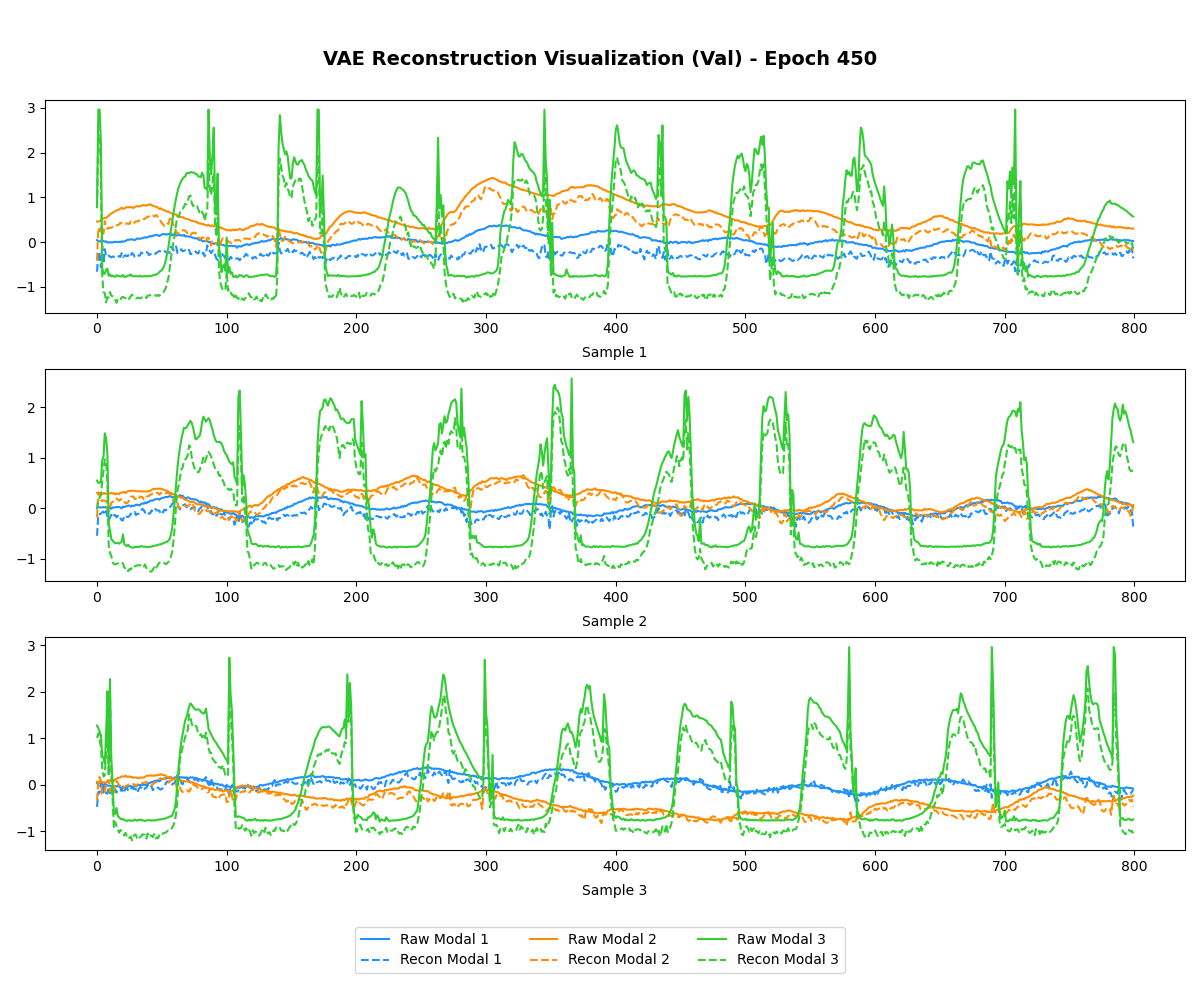 VAE Reconstruction Visualization (Val) - Epoch 450
3
2
1
0
−1
0 100 200 300 400 500 600 700 800
Sample 1
2
1
0
−1
0 100 200 300 400 500 600 700 800
Sample 2
3
2
1
0
−1
0 100 200 300 400 500 600 700 800
Sample 3
Raw Modal 1 Raw Modal 2 Raw Modal 3
Recon Modal 1 Recon Modal 2 Recon Modal 3